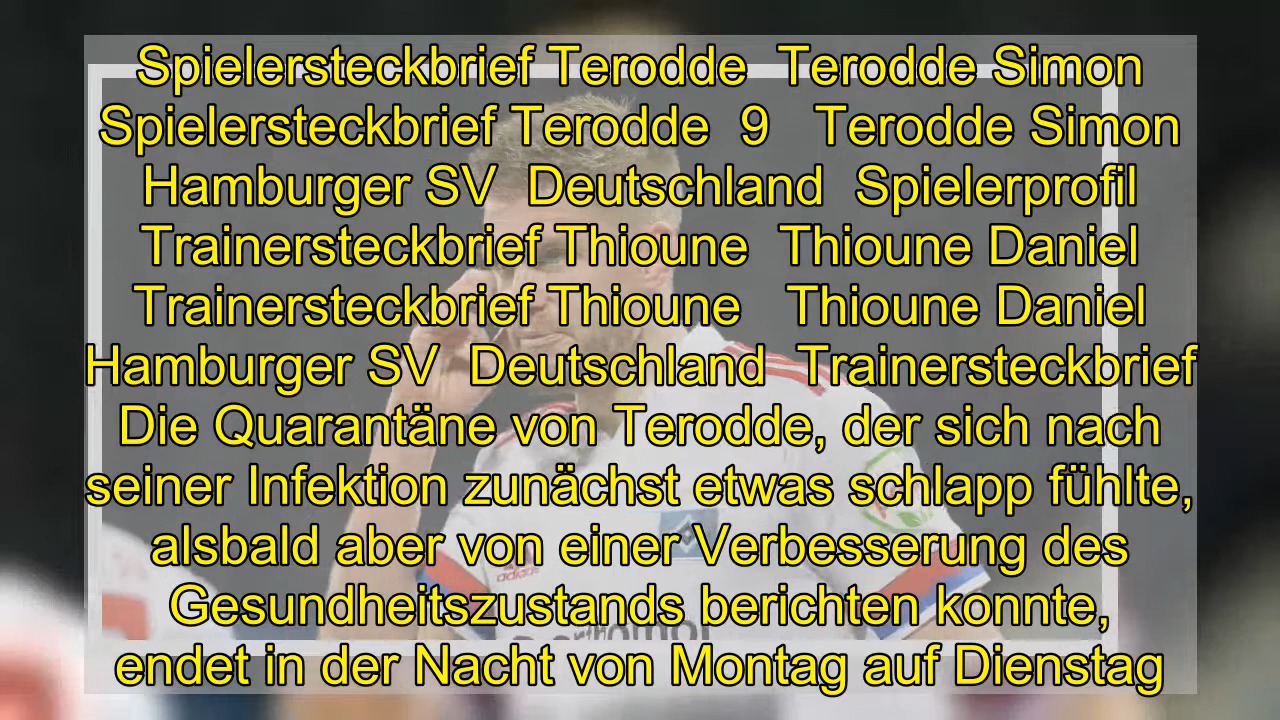 Spielersteckbrief Terodde  Terodde Simon
Spielersteckbrief Terodde  9   Terodde Simon
Hamburger SV  Deutschland  Spielerprofil
Trainersteckbrief Thioune  Thioune Daniel
Trainersteckbrief Thioune   Thioune Daniel
Hamburger SV  Deutschland  Trainersteckbrief
Die Quarantäne von Terodde, der sich nach
seiner Infektion zunächst etwas schlapp fühlte,
alsbald aber von einer Verbesserung des
Gesundheitszustands berichten konnte,
endet in der Nacht von Montag auf Dienstag
adidas